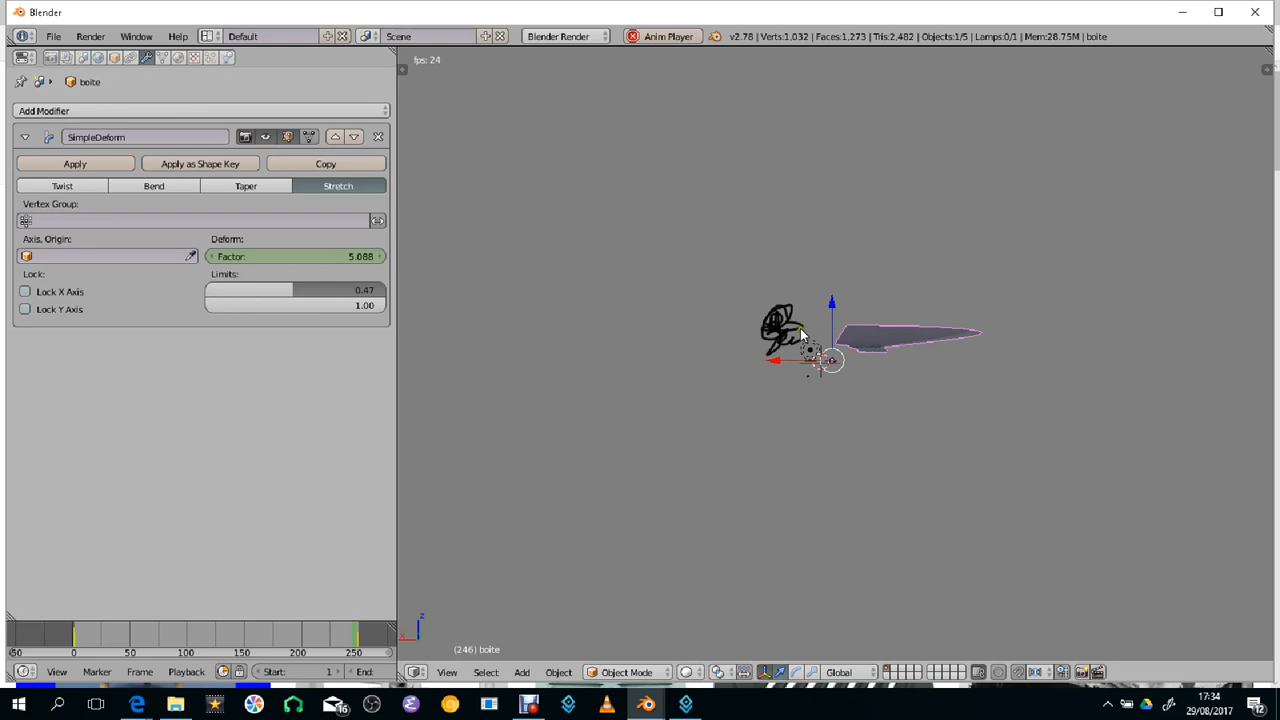 Blender
File Render Window Help Default Scene Blender Render Anim Player v2.78 | Verts:1,032 | Faces:1,273 | Tris:2,482 | Objects:1/5 | Lamps:0/1 | Mem:28.75M | boite
fps: 24
boite
Add Modifier
SimpleDeform
Apply Apply as Shape Key Copy
Twist Bend Taper Stretch
Vertex Group:
Axis, Origin: Deform:
Factor: 5.088
Lock: Limits:
Lock X Axis 0.47
Lock Y Axis 1.00
z
x
(246) boite
-50 0 50 100 150 200 250
View Marker Frame Playback Start: 1 End:
View Select Add Object Object Mode Global
16
17:34
29/08/2017
12